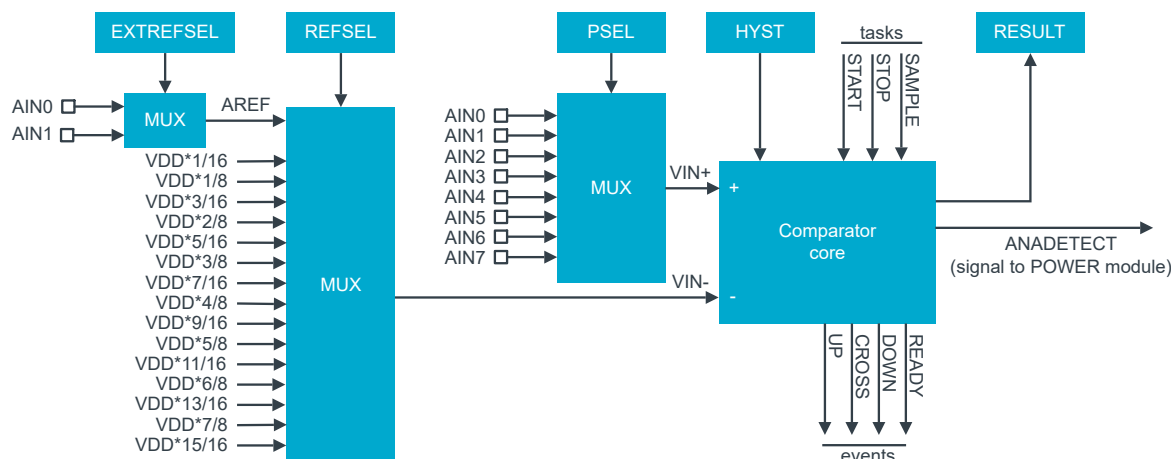 EXTREFSEL
REFSEL
PSEL
HYST
tasks
RESULT
START
STOP
SAMPLE
AIN0
AIN1
MUX
AREF
VDD*1/16
VDD*1/8
VDD*3/16
VDD*2/8
VDD*5/16
VDD*3/8
VDD*7/16
VDD*4/8
VDD*9/16
VDD*5/8
VDD*11/16
VDD*6/8
VDD*13/16
VDD*7/8
VDD*15/16
MUX
AIN0
AIN1
AIN2
AIN3
AIN4
AIN5
AIN6
AIN7
MUX
VIN+
VIN-
+
-
Comparator
core
ANADETECT
(signal to POWER module)
UP
CROSS
DOWN
READY
events